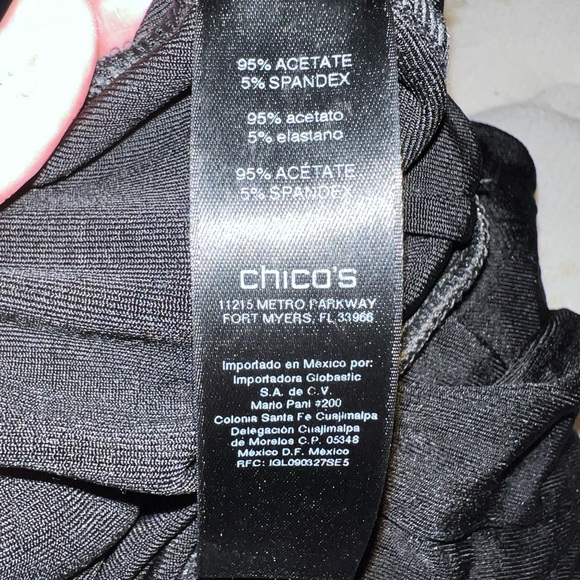 95% ACETATE
5% SPANDEX
95% acetato
5% elastano
95% ACÉTATE
5% SPANDEX
chico's
11215 METRO PARKWAY
FORT MYERS, FL 33966
Importado en México por:
Importadora Globastic
S.A. de C.V.
Mario Pani #200
Colonia Santa Fe Cuajimalpa
Delegación Cuajimalpa
de Morelos C.P. 05348
México D.F. México
RFC: IGL090327SE5